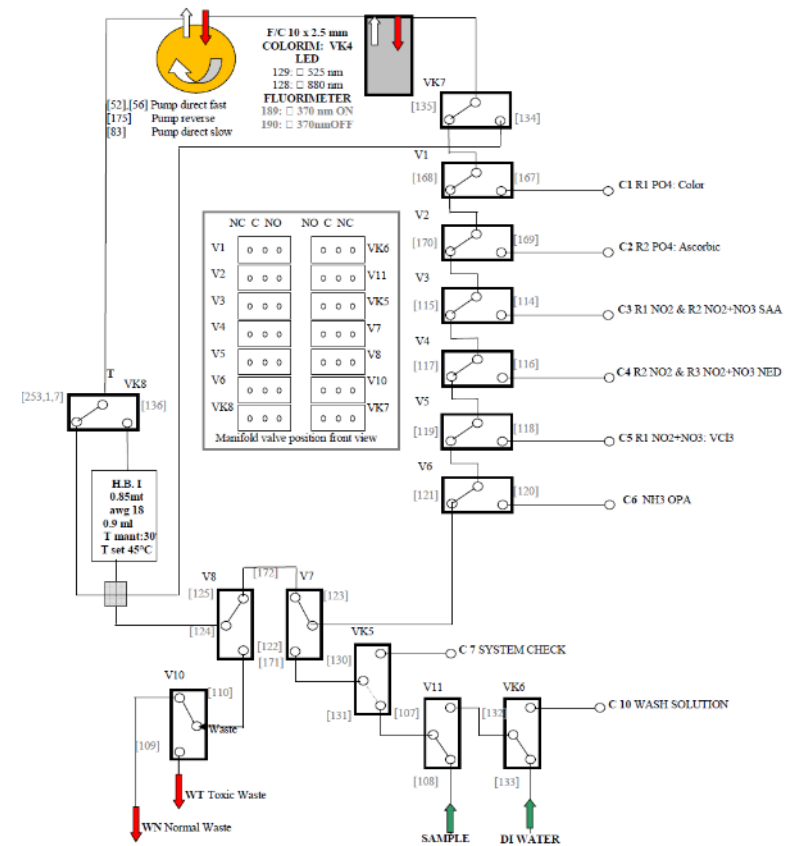 F/C 10 x 2.5 mm
COLORIM: VK4
LED
129: □ 525 nm
128: □ 880 nm
FLUORIMETER
189: □ 370 nm ON
190: □ 370nmOFF
[52],[56] Pump direct fast
[175] Pump reverse
[83] Pump direct slow
VK7
[135]
[134]
V1
[168]
[167]
C1 R1 PO4: Color
V2
[170]
[169]
C2 R2 PO4: Ascorbic
V3
[115]
[114]
C3 R1 NO2 & R2 NO2+NO3 SAA
V4
[117]
[116]
C4 R2 NO2 & R3 NO2+NO3 NED
V5
[119]
[118]
C5 R1 NO2+NO3: VCl3
V6
[121]
[120]
C6 NH3 OPA
NC C NO NO C NC
V1 VK6
V2 V11
V3 VK5
V4 V7
V5 V8
V6 V10
VK8 VK7
Manifold valve position front view
T
VK8
[253,1,7]
[136]
H.B. I
0.85mt
awg 18
0.9 ml
T mant:30'
T set 45°C
V8
[172]
V7
[125]
[123]
[124]
[122]
[171]
VK5
[130]
C 7 SYSTEM CHECK
[131]
V10
[110]
Waste
[109]
WT Toxic Waste
WN Normal Waste
V11
[107]
[108]
VK6
[132]
C 10 WASH SOLUTION
[133]
SAMPLE
DI WATER